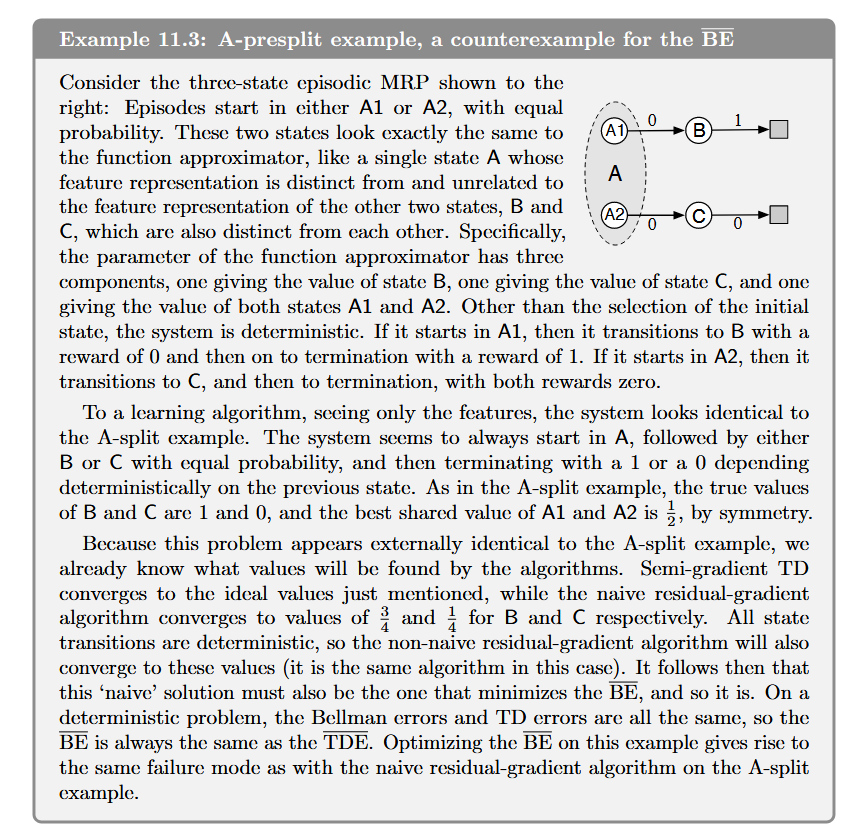 Example 11.3: A-presplit example, a counterexample for the B̅E̅
Consider the three-state episodic MRP shown to the
right: Episodes start in either A1 or A2, with equal
probability. These two states look exactly the same to
the function approximator, like a single state A whose
feature representation is distinct from and unrelated to
the feature representation of the other two states, B and
C, which are also distinct from each other. Specifically,
the parameter of the function approximator has three
components, one giving the value of state B, one giving the value of state C, and one
giving the value of both states A1 and A2. Other than the selection of the initial
state, the system is deterministic. If it starts in A1, then it transitions to B with a
reward of 0 and then on to termination with a reward of 1. If it starts in A2, then it
transitions to C, and then to termination, with both rewards zero.
A1 0 B 1
A
A2 0 C 0
To a learning algorithm, seeing only the features, the system looks identical to
the A-split example. The system seems to always start in A, followed by either
B or C with equal probability, and then terminating with a 1 or a 0 depending
deterministically on the previous state. As in the A-split example, the true values
of B and C are 1 and 0, and the best shared value of A1 and A2 is 1/2, by symmetry.
Because this problem appears externally identical to the A-split example, we
already know what values will be found by the algorithms. Semi-gradient TD
converges to the ideal values just mentioned, while the naive residual-gradient
algorithm converges to values of 3/4 and 1/4 for B and C respectively. All state
transitions are deterministic, so the non-naive residual-gradient algorithm will also
converge to these values (it is the same algorithm in this case). It follows then that
this ‘naive’ solution must also be the one that minimizes the B̅E̅, and so it is. On a
deterministic problem, the Bellman errors and TD errors are all the same, so the
B̅E̅ is always the same as the T̅D̅E̅. Optimizing the B̅E̅ on this example gives rise to
the same failure mode as with the naive residual-gradient algorithm on the A-split
example.